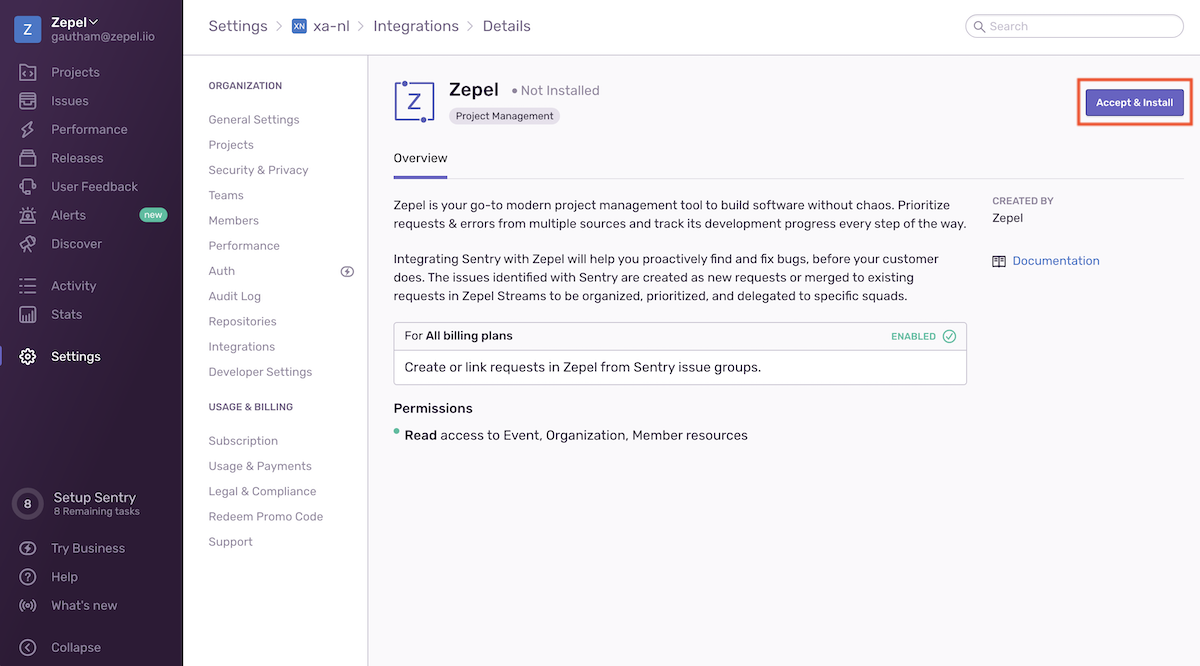 Z
Zepel
gautham@zepel.iio
Projects
Issues
Performance
Releases
User Feedback
Alerts
new
Discover
Activity
Stats
Settings
8
Setup Sentry
8 Remaining tasks
Try Business
Help
What's new
Collapse
Settings
XN xa-nl
Integrations
Details
Search
ORGANIZATION
General Settings
Projects
Security & Privacy
Teams
Members
Performance
Auth
Audit Log
Repositories
Integrations
Developer Settings
USAGE & BILLING
Subscription
Usage & Payments
Legal & Compliance
Redeem Promo Code
Support
Z
Zepel
• Not Installed
Project Management
Accept & Install
Overview
Zepel is your go-to modern project management tool to build software without chaos. Prioritize
requests & errors from multiple sources and track its development progress every step of the way.
Integrating Sentry with Zepel will help you proactively find and fix bugs, before your customer
does. The issues identified with Sentry are created as new requests or merged to existing
requests in Zepel Streams to be organized, prioritized, and delegated to specific squads.
For All billing plans
ENABLED
Create or link requests in Zepel from Sentry issue groups.
Permissions
Read access to Event, Organization, Member resources
CREATED BY
Zepel
Documentation